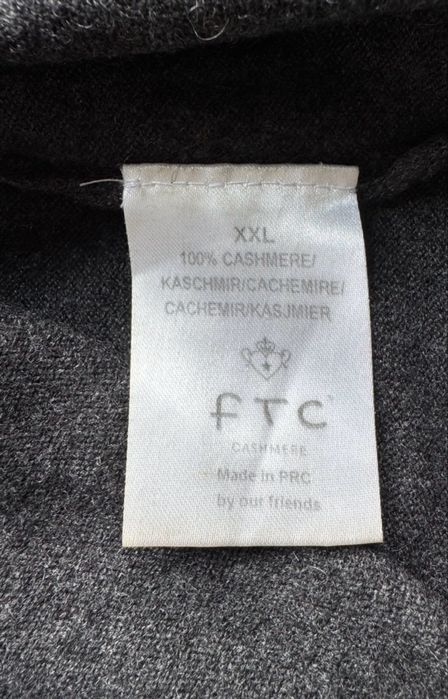 XXL
100% CASHMERE/
KASCHMIR/CACHEMIRE/
CACHEMIR/KASJMIER
FTC
CASHMERE
Made in PRC
by our friends